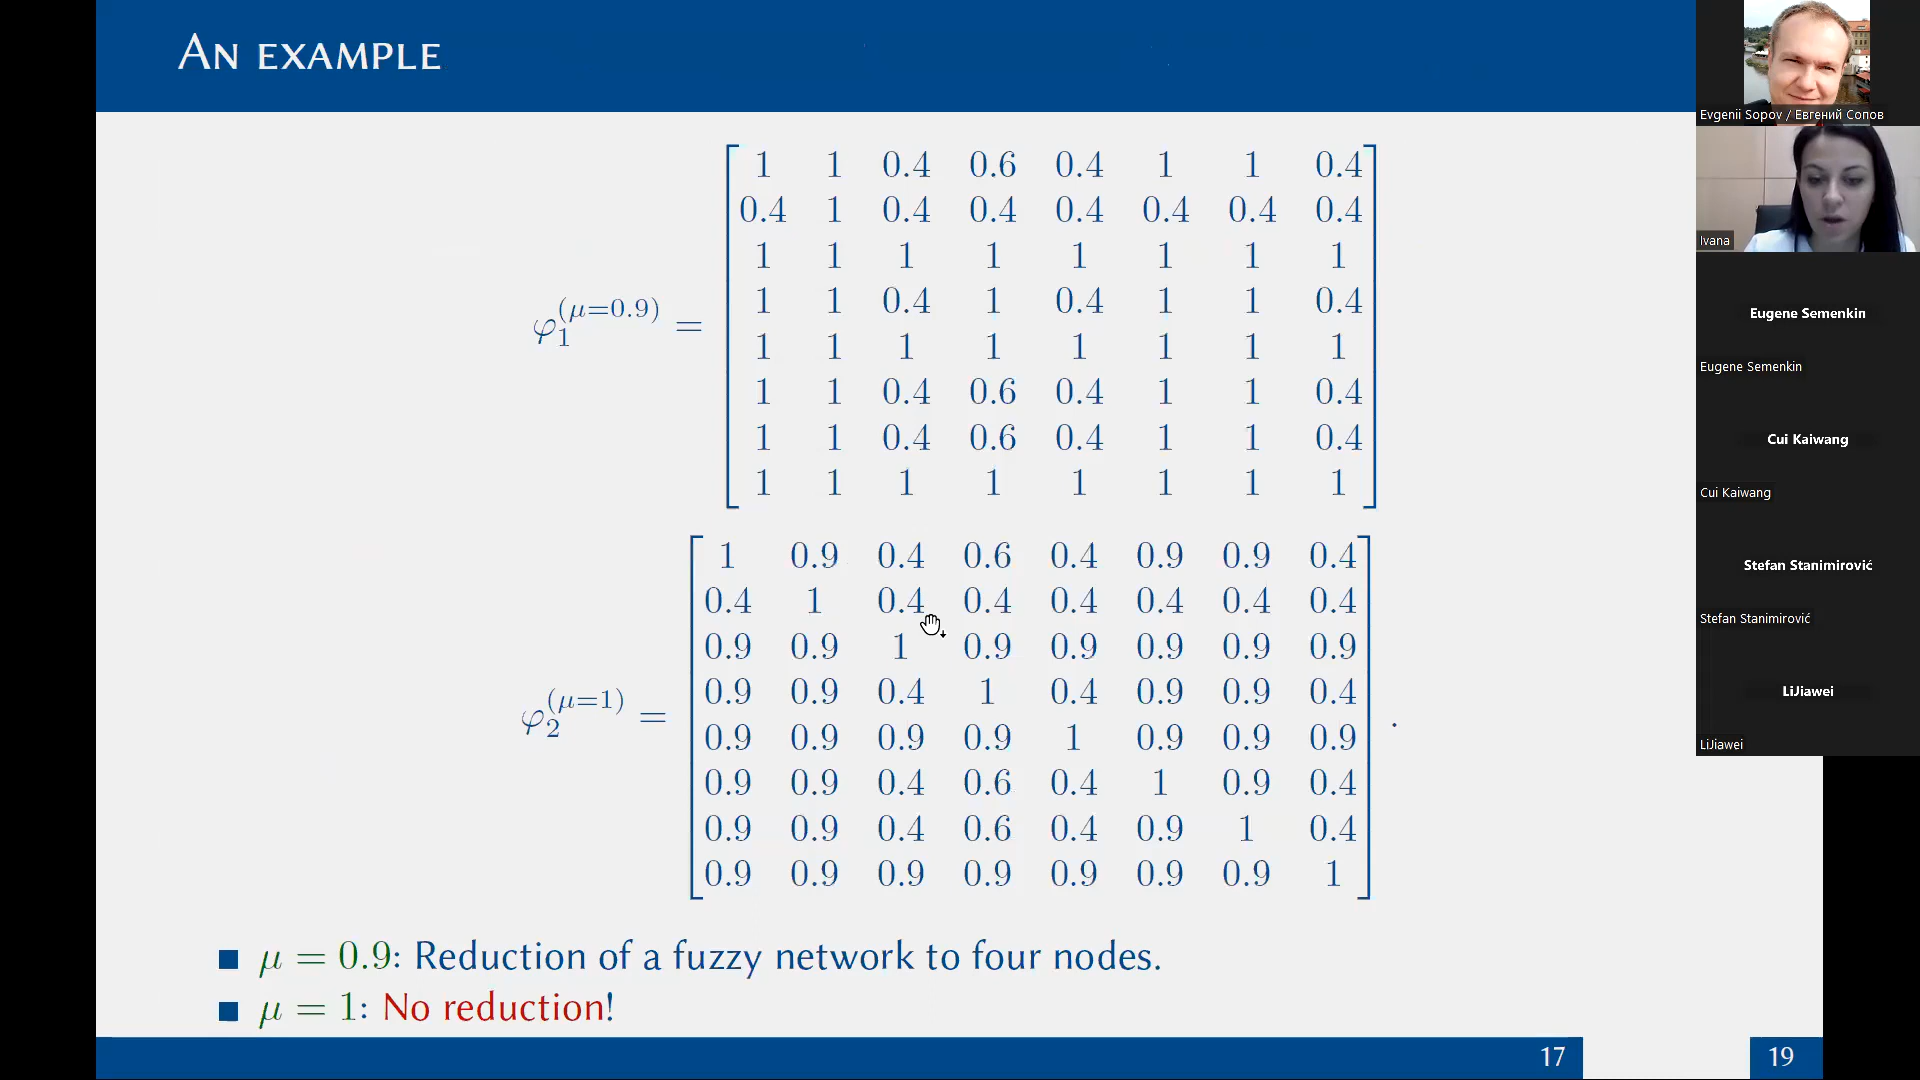 AN EXAMPLE
φ₁^(μ=0.9) =
1 1 0.4 0.6 0.4 1 1 0.4
0.4 1 0.4 0.4 0.4 0.4 0.4 0.4
1 1 1 1 1 1 1 1
1 1 0.4 1 0.4 1 1 0.4
1 1 1 1 1 1 1 1
1 1 0.4 0.6 0.4 1 1 0.4
1 1 0.4 0.6 0.4 1 1 0.4
1 1 1 1 1 1 1 1
φ₂^(μ=1) =
1 0.9 0.4 0.6 0.4 0.9 0.9 0.4
0.4 1 0.4 0.4 0.4 0.4 0.4 0.4
0.9 0.9 1 0.9 0.9 0.9 0.9 0.9
0.9 0.9 0.4 1 0.4 0.9 0.9 0.4
0.9 0.9 0.9 0.9 1 0.9 0.9 0.9
0.9 0.9 0.4 0.6 0.4 1 0.9 0.4
0.9 0.9 0.4 0.6 0.4 0.9 1 0.4
0.9 0.9 0.9 0.9 0.9 0.9 0.9 1
.
μ = 0.9: Reduction of a fuzzy network to four nodes.
μ = 1: No reduction!
17
19
Evgenii Sopov / Евгений Сопов
Ivana
Eugene Semenkin
Eugene Semenkin
Cui Kaiwang
Cui Kaiwang
Stefan Stanimirović
Stefan Stanimirović
LiJiawei
LiJiawei